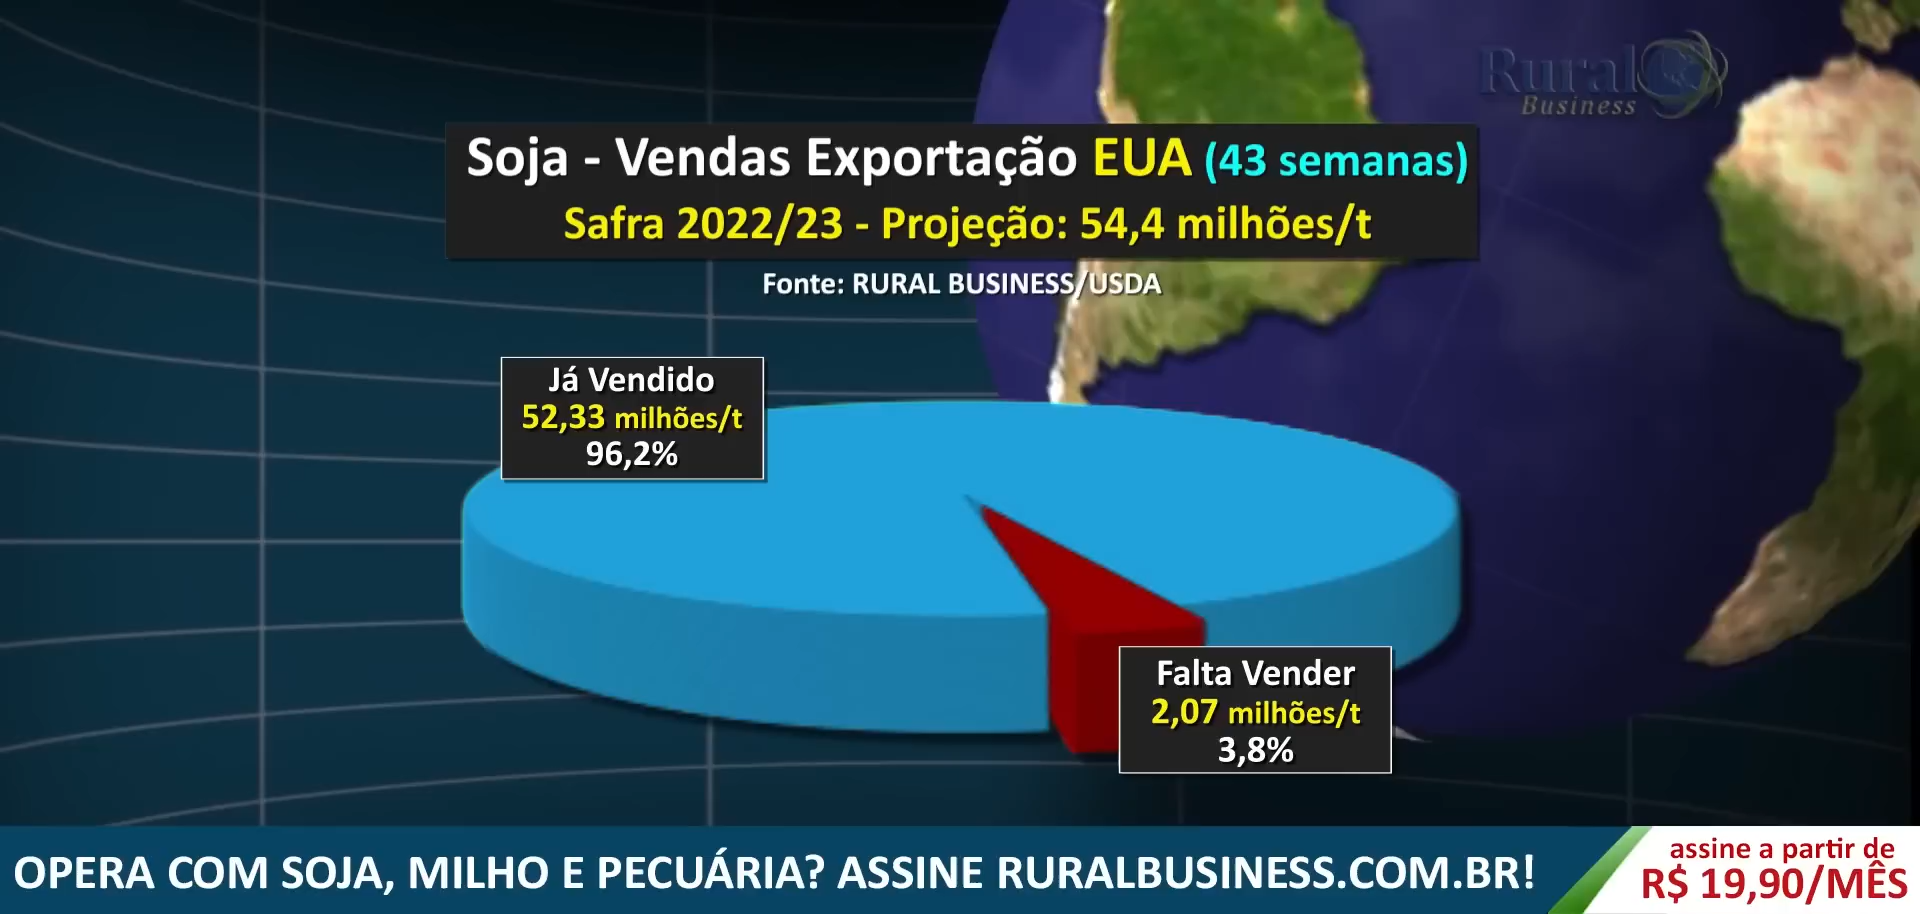 Rural
Business
Soja - Vendas Exportação EUA (43 semanas)
Safra 2022/23 - Projeção: 54,4 milhões/t
Fonte: RURAL BUSINESS/USDA
Já Vendido
52,33 milhões/t
96,2%
Falta Vender
2,07 milhões/t
3,8%
OPERA COM SOJA, MILHO E PECUÁRIA? ASSINE RURALBUSINESS.COM.BR!
assine a partir de
R$ 19,90/MÊS